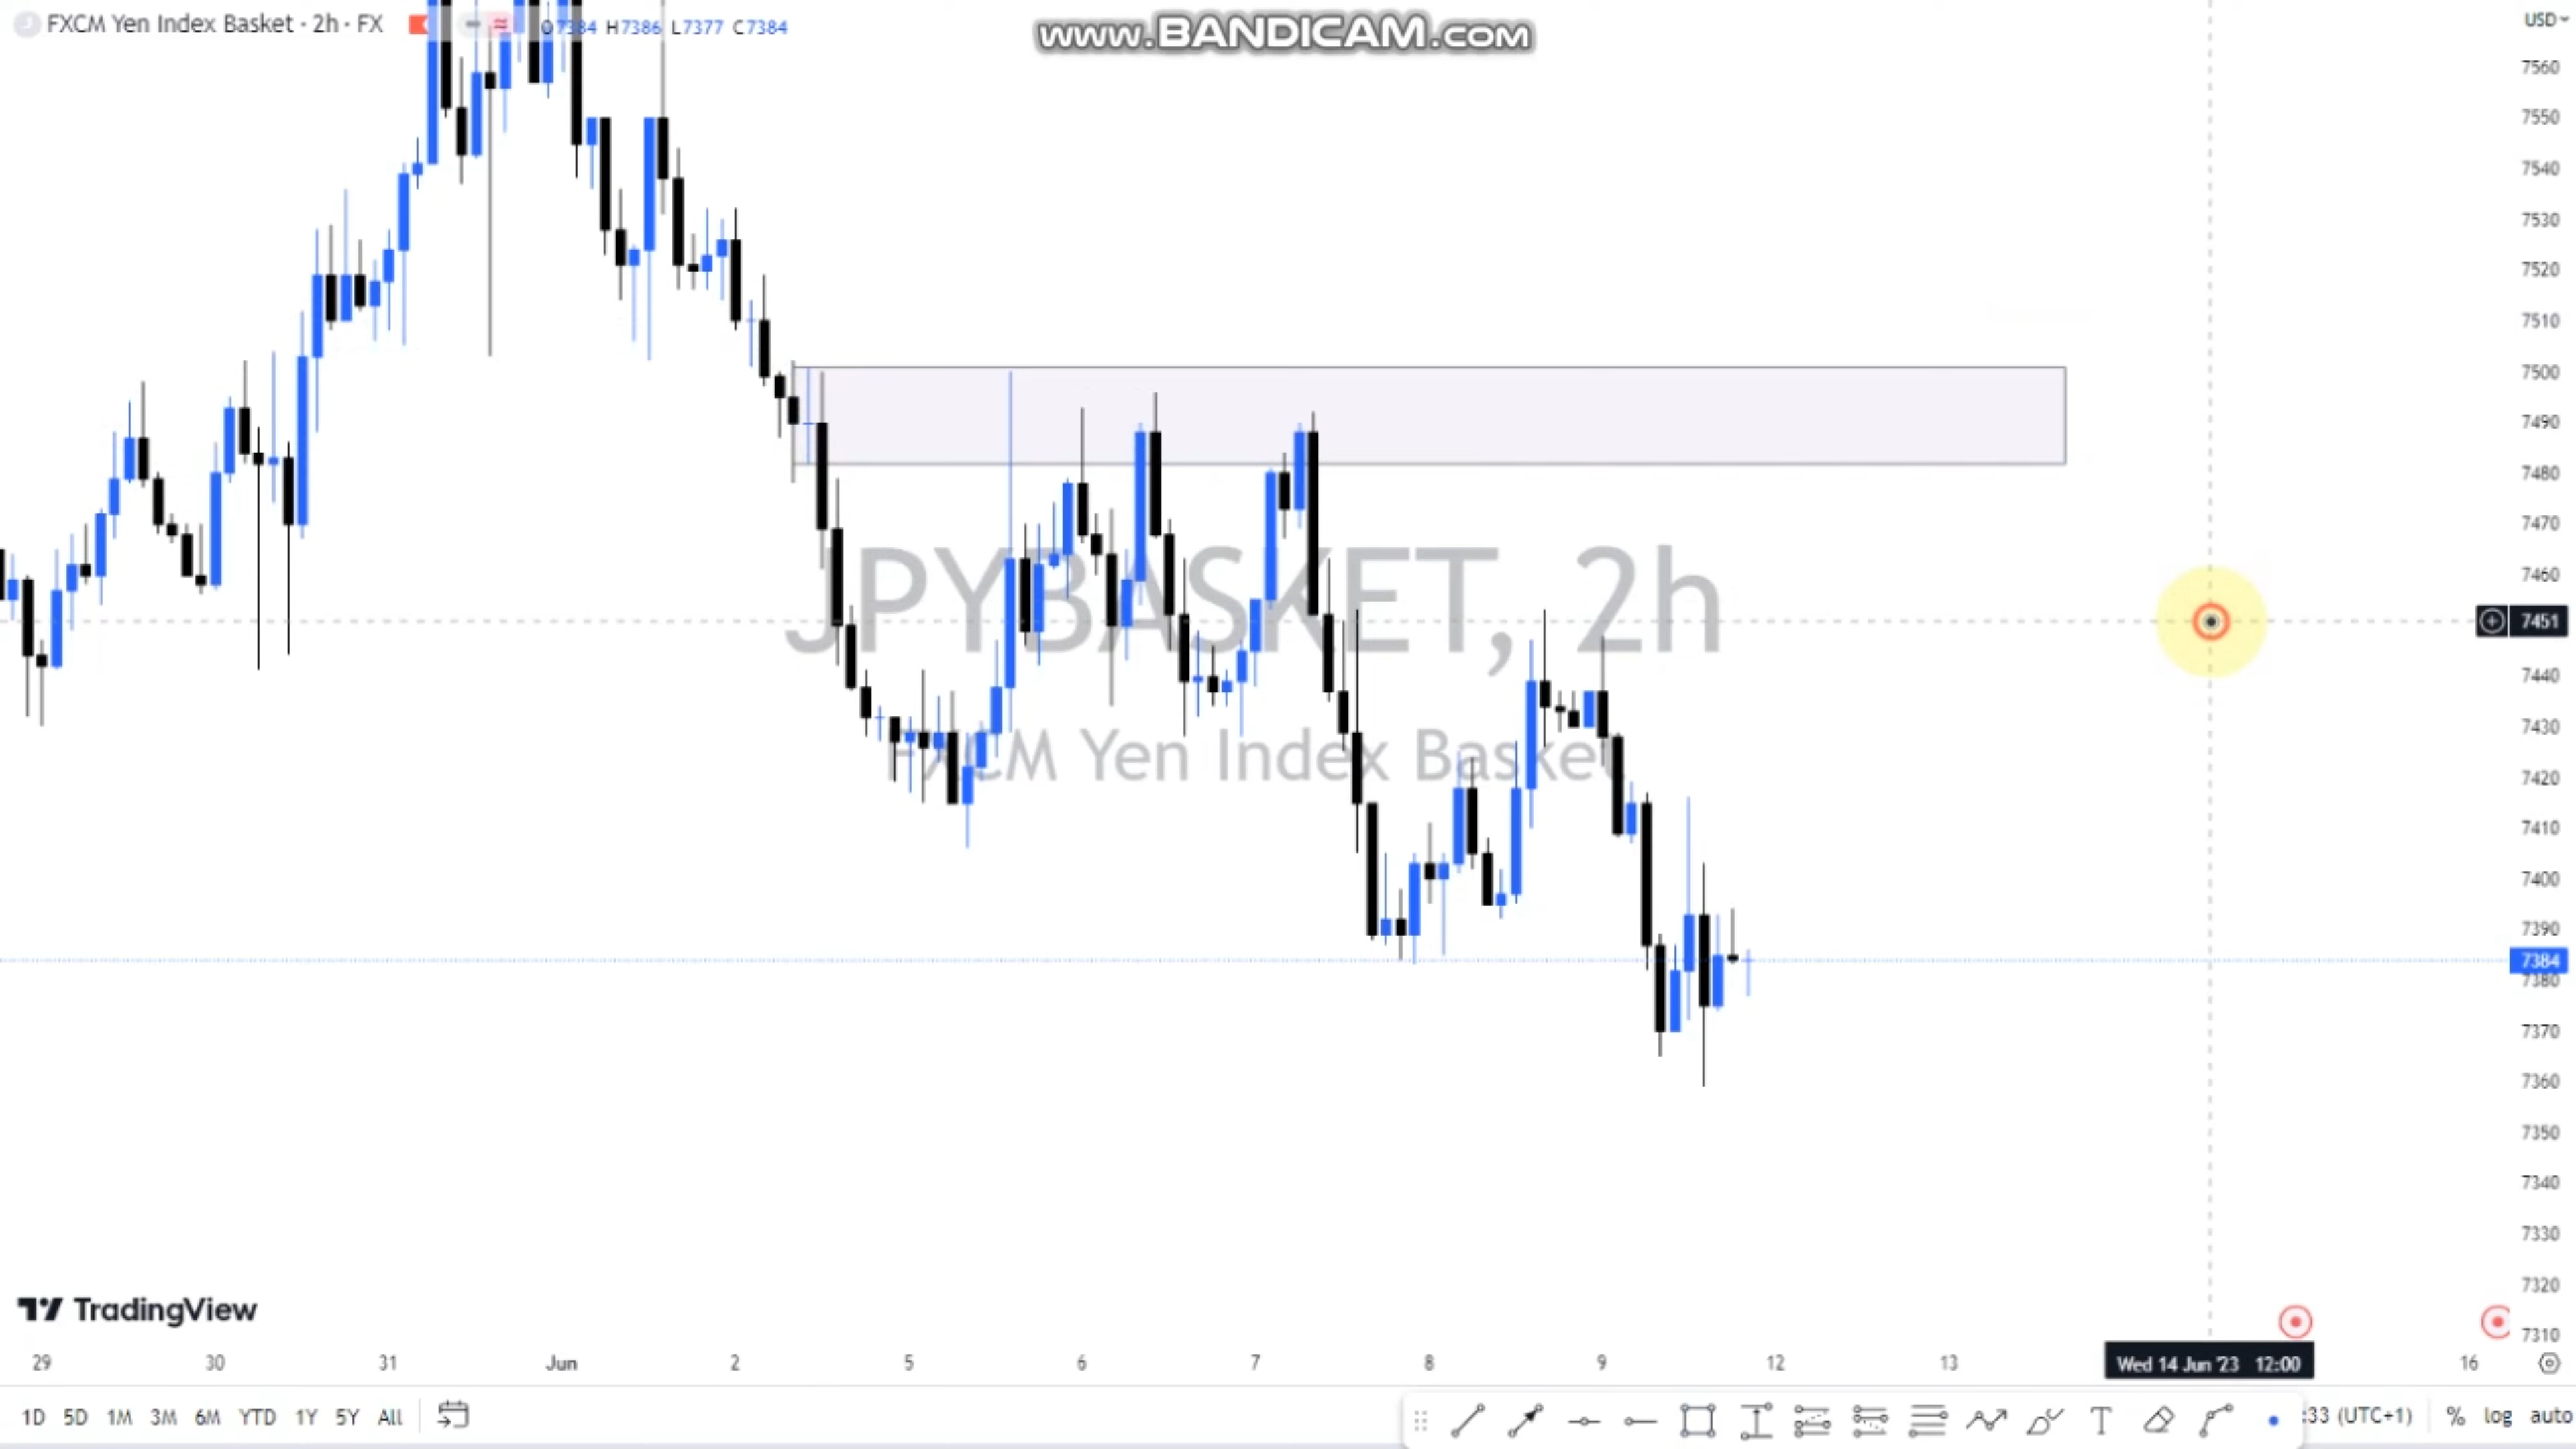 FXCM Yen Index Basket · 2h · FX
O7384 H7386 L7377 C7384
www.BANDICAM.com
USD
7560
7550
7540
7530
7520
7510
7500
7490
7480
7470
7460
7451
7440
7430
7420
7410
7400
7390
7384
7380
7370
7360
7350
7340
7330
7320
7310
JPYBASKET, 2h
FXCM Yen Index Basket
TradingView
29 30 31 Jun 2 5 6 7 8 9 12 13 Wed 14 Jun '23 12:00 16
1D 5D 1M 3M 6M YTD 1Y 5Y All
:33 (UTC+1) % log auto